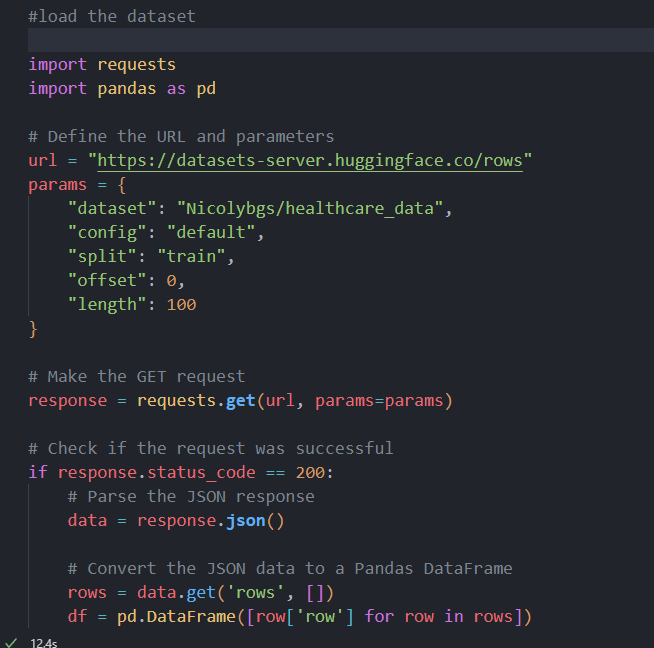 #load the dataset
import requests
import pandas as pd
# Define the URL and parameters
url = "https://datasets-server.huggingface.co/rows"
params = {
    "dataset": "Nicolybgs/healthcare_data",
    "config": "default",
    "split": "train",
    "offset": 0,
    "length": 100
}
# Make the GET request
response = requests.get(url, params=params)
# Check if the request was successful
if response.status_code == 200:
    # Parse the JSON response
    data = response.json()
    # Convert the JSON data to a Pandas DataFrame
    rows = data.get('rows', [])
    df = pd.DataFrame([row['row'] for row in rows])
✓ 12.4s